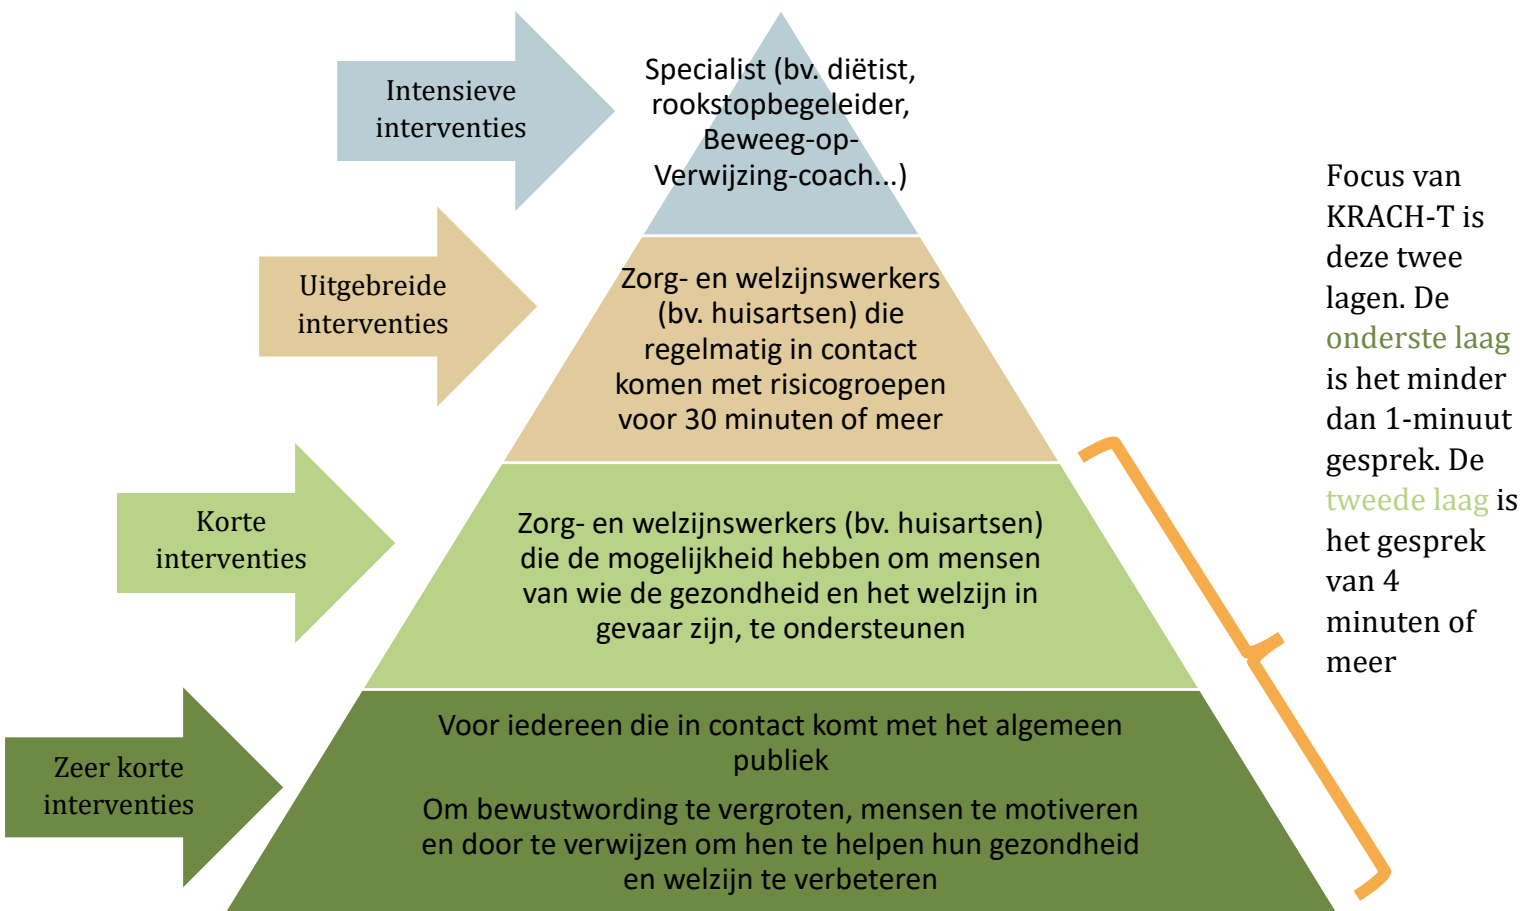 Intensieve
interventies
Specialist (bv. diëtist,
rookstopbegeleider,
Beweeg-op-
Verwijzing-coach...)
Uitgebreide
interventies
Zorg- en welzijnswerkers
(bv. huisartsen) die
regelmatig in contact
komen met risicogroepen
voor 30 minuten of meer
Korte
interventies
Zorg- en welzijnswerkers (bv. huisartsen)
die de mogelijkheid hebben om mensen
van wie de gezondheid en het welzijn in
gevaar zijn, te ondersteunen
Zeer korte
interventies
Voor iedereen die in contact komt met het algemeen
publiek
Om bewustwording te vergroten, mensen te motiveren
en door te verwijzen om hen te helpen hun gezondheid
en welzijn te verbeteren
Focus van
KRACH-T is
deze twee
lagen. De
onderste laag
is het minder
dan 1-minuut
gesprek. De
tweede laag is
het gesprek
van 4
minuten of
meer